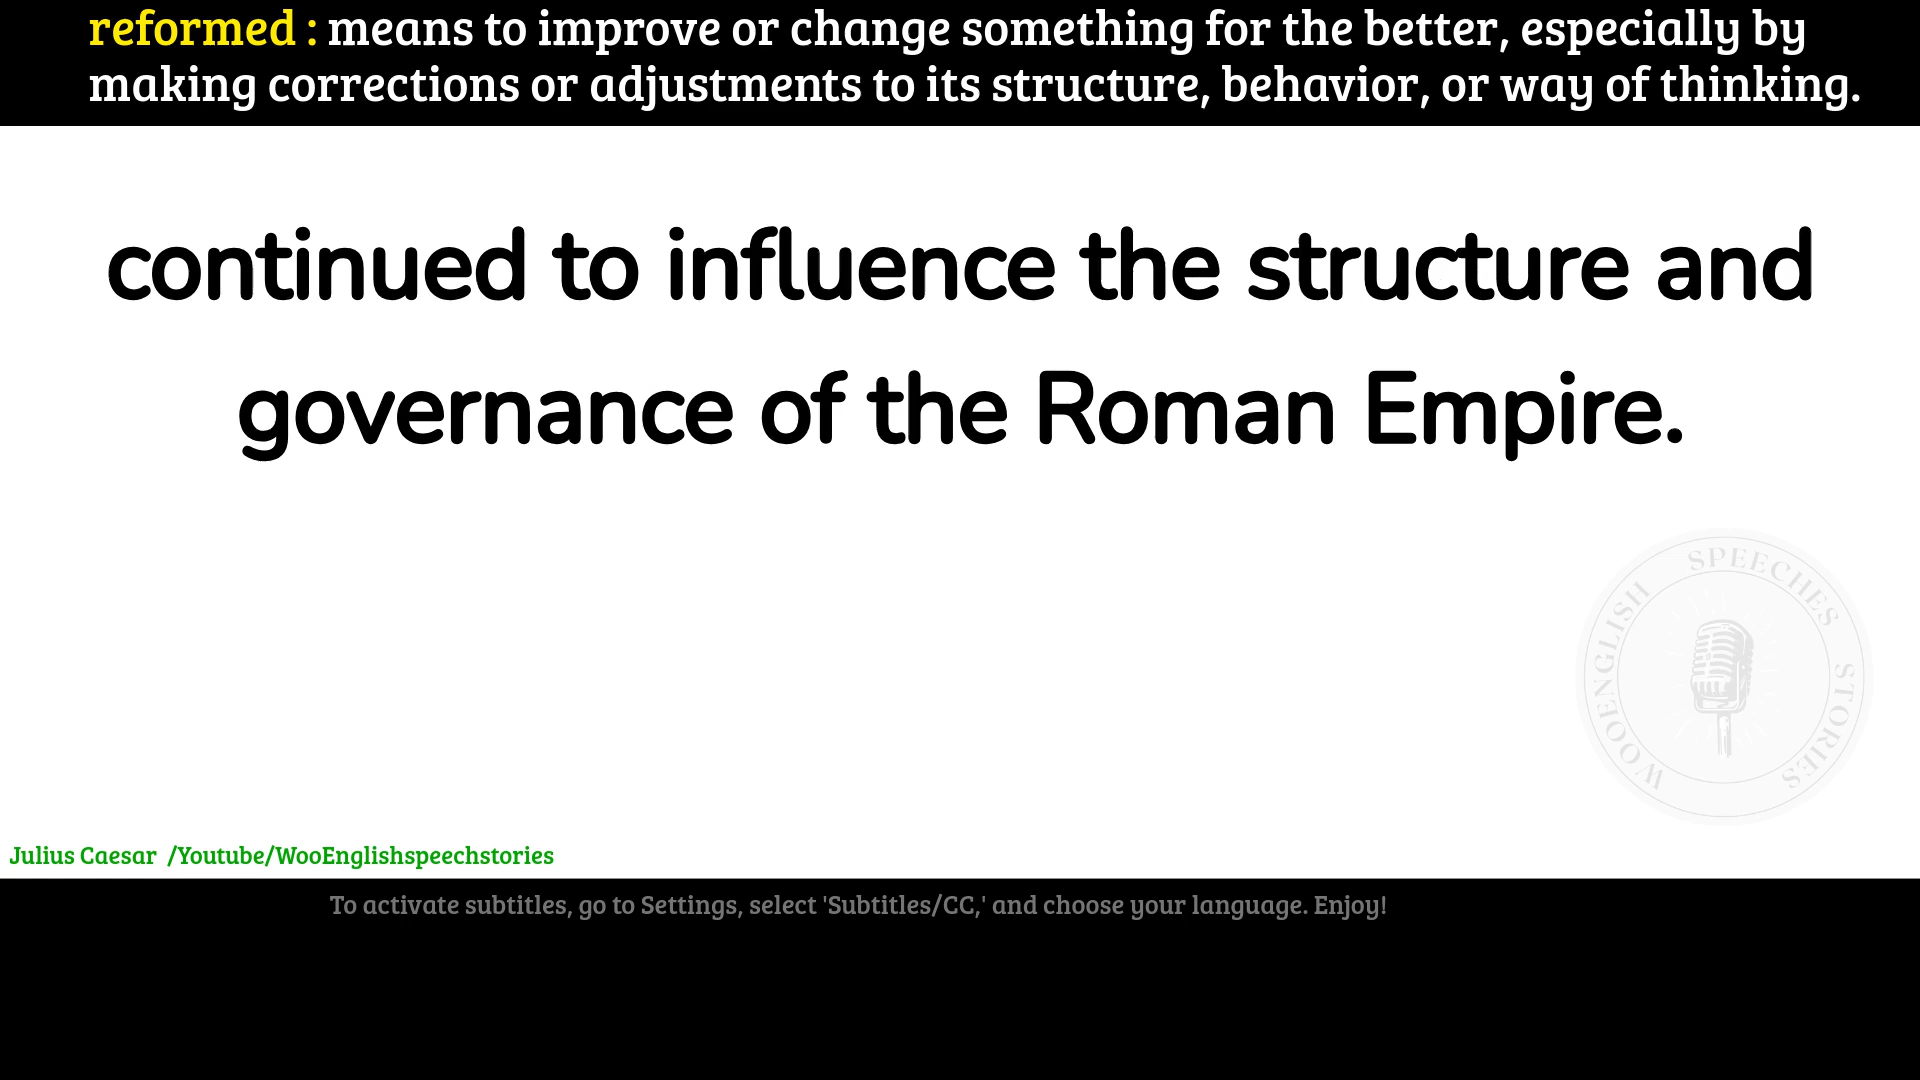 reformed : means to improve or change something for the better, especially by
making corrections or adjustments to its structure, behavior, or way of thinking.
continued to influence the structure and
governance of the Roman Empire.
WOOENGLISH SPEECHES STORIES
Julius Caesar /Youtube/WooEnglishspeechstories
To activate subtitles, go to Settings, select 'Subtitles/CC,' and choose your language. Enjoy!